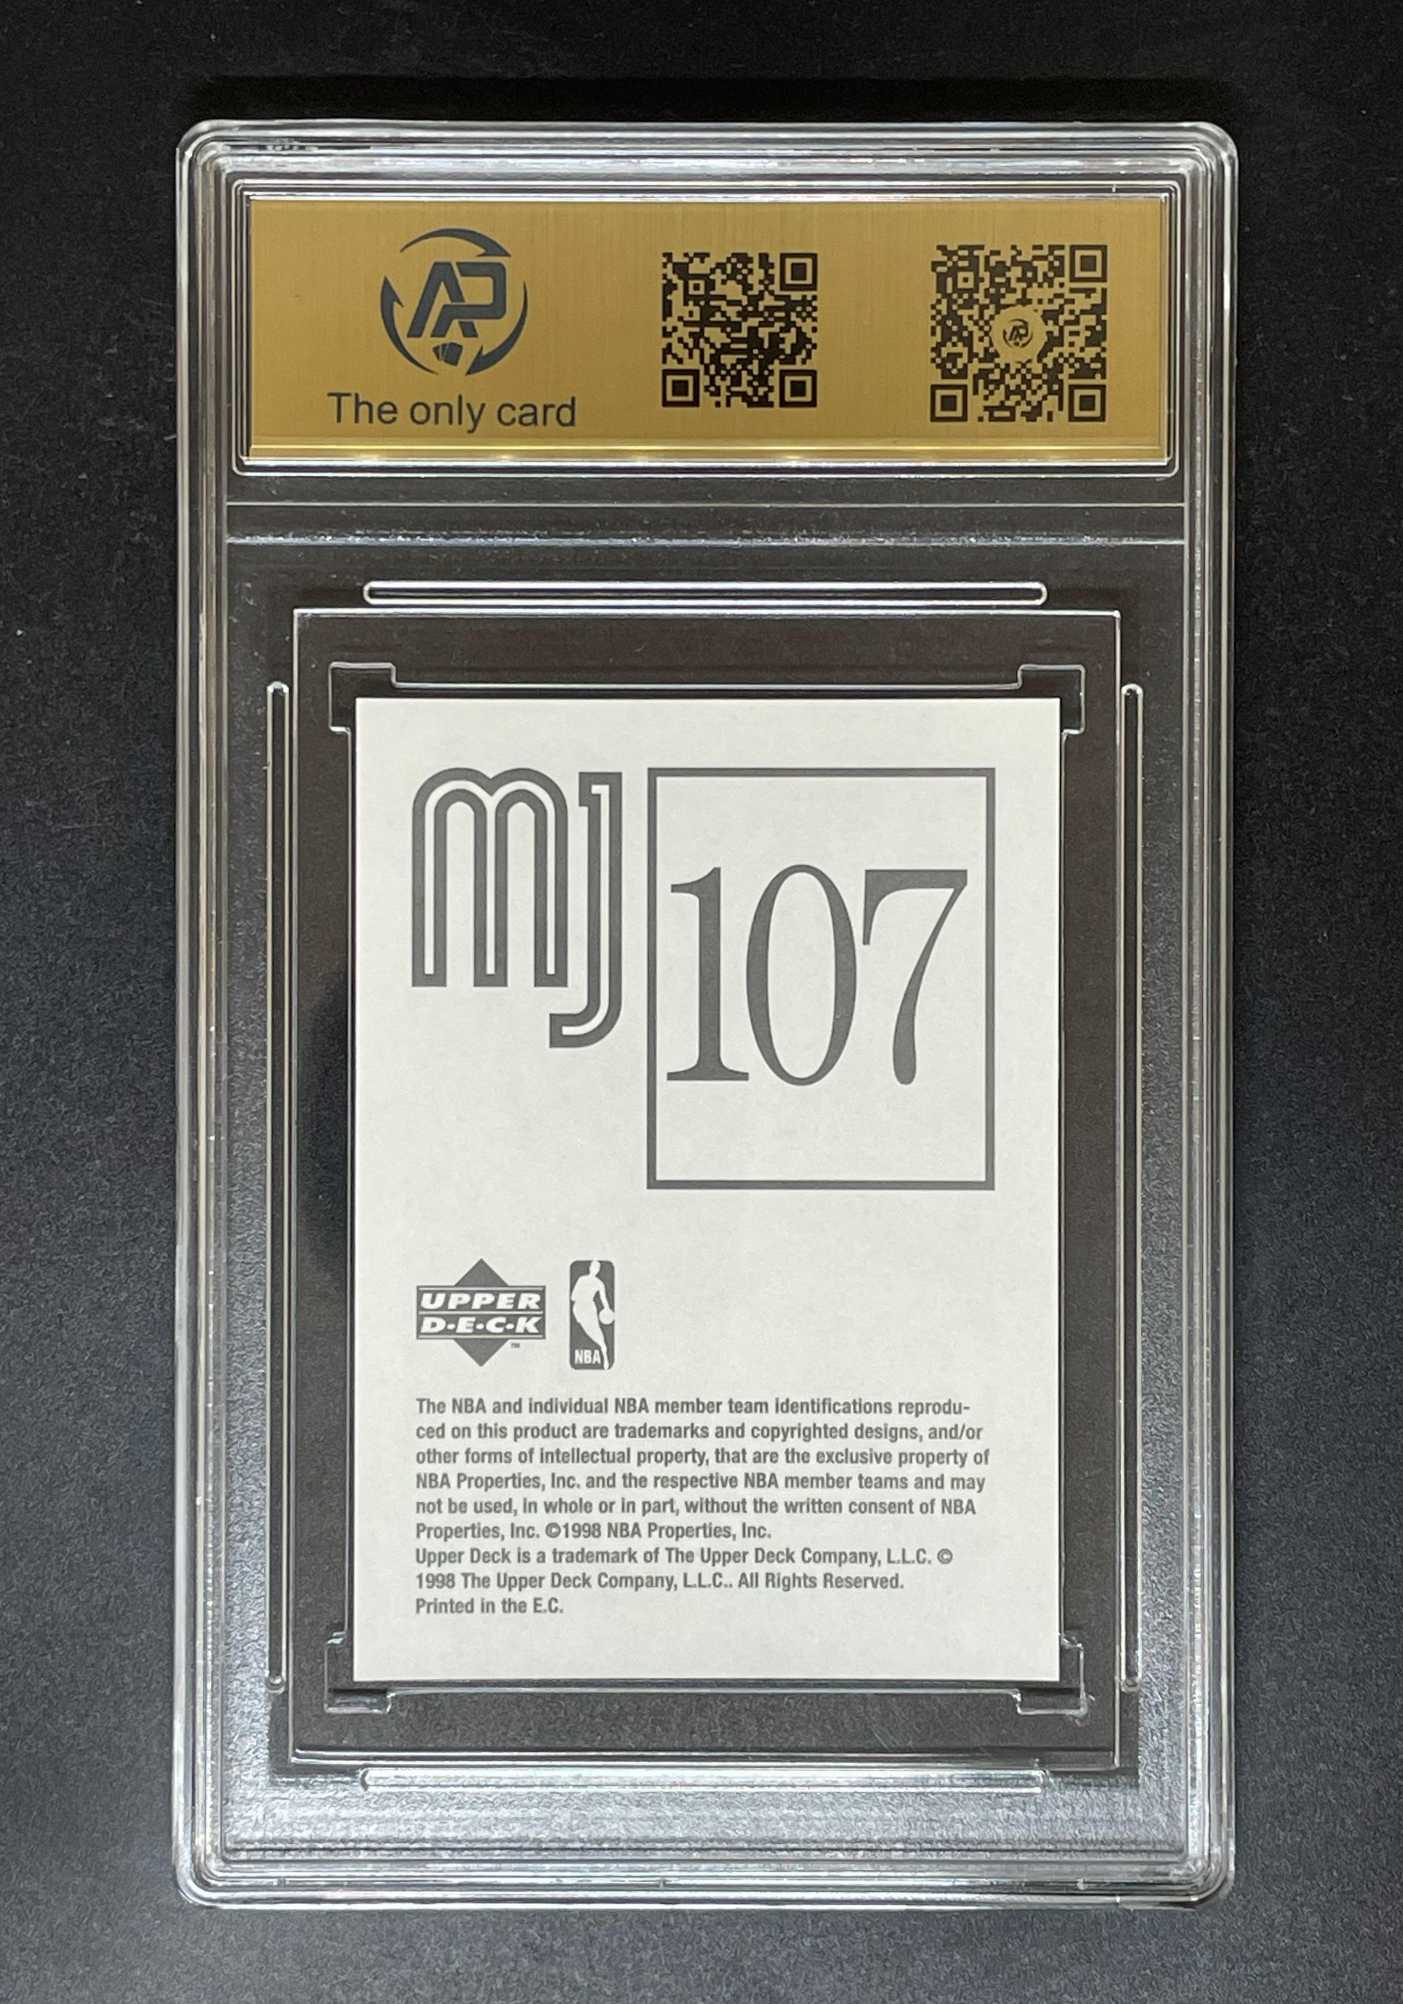 AP
The only card
MJ
107
UPPER
D·E·C·K
™
NBA
The NBA and individual NBA member team identifications reprodu-
ced on this product are trademarks and copyrighted designs, and/or
other forms of intellectual property, that are the exclusive property of
NBA Properties, Inc. and the respective NBA member teams and may
not be used, in whole or in part, without the written consent of NBA
Properties, Inc. ©1998 NBA Properties, Inc.
Upper Deck is a trademark of The Upper Deck Company, L.L.C. ©
1998 The Upper Deck Company, L.L.C.. All Rights Reserved.
Printed in the E.C.